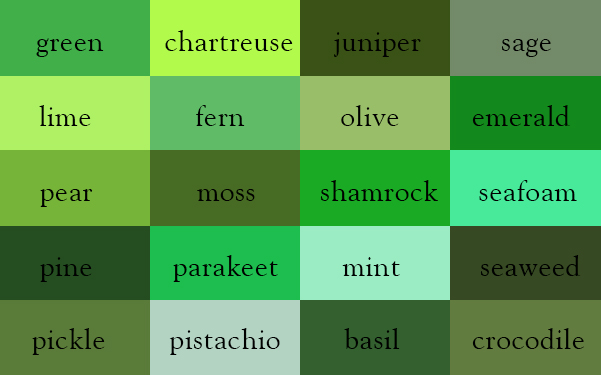 green chartreuse juniper sage
lime fern olive emerald
pear moss shamrock seafoam
pine parakeet mint seaweed
pickle pistachio basil crocodile